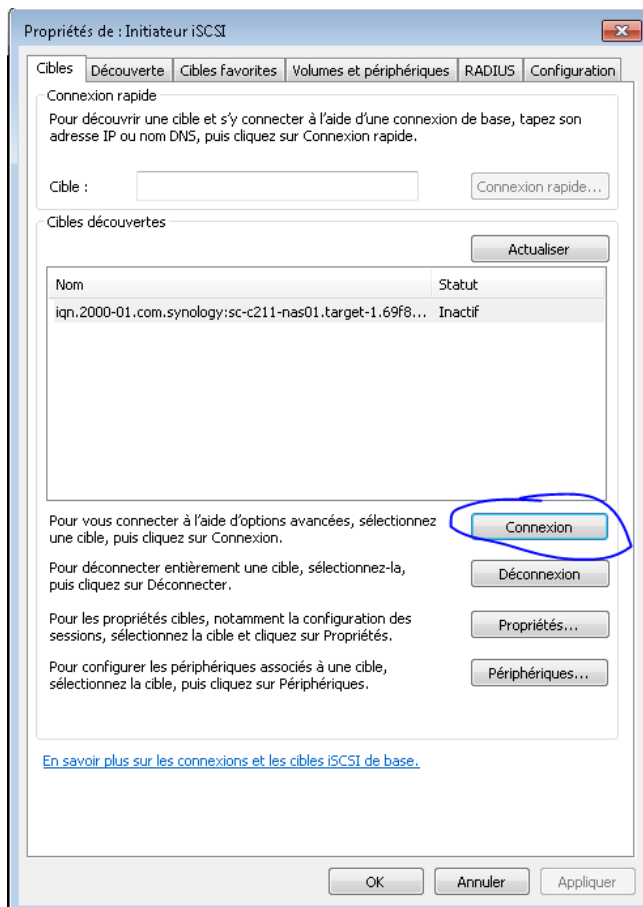 Propriétés de : Initiateur iSCSI
Cibles Découverte Cibles favorites Volumes et périphériques RADIUS Configuration
Connexion rapide
Pour découvrir une cible et s'y connecter à l'aide d'une connexion de base, tapez son
adresse IP ou nom DNS, puis cliquez sur Connexion rapide.
Cible :
Connexion rapide...
Cibles découvertes
Actualiser
Nom Statut
iqn.2000-01.com.synology:sc-c211-nas01.target-1.69f8... Inactif
Pour vous connecter à l'aide d'options avancées, sélectionnez
une cible, puis cliquez sur Connexion.
Connexion
Pour déconnecter entièrement une cible, sélectionnez-la,
puis cliquez sur Déconnecter.
Déconnexion
Pour les propriétés cibles, notamment la configuration des
sessions, sélectionnez la cible et cliquez sur Propriétés.
Propriétés...
Pour configurer les périphériques associés à une cible,
sélectionnez la cible, puis cliquez sur Périphériques.
Périphériques...
En savoir plus sur les connexions et les cibles iSCSI de base.
OK Annuler Appliquer